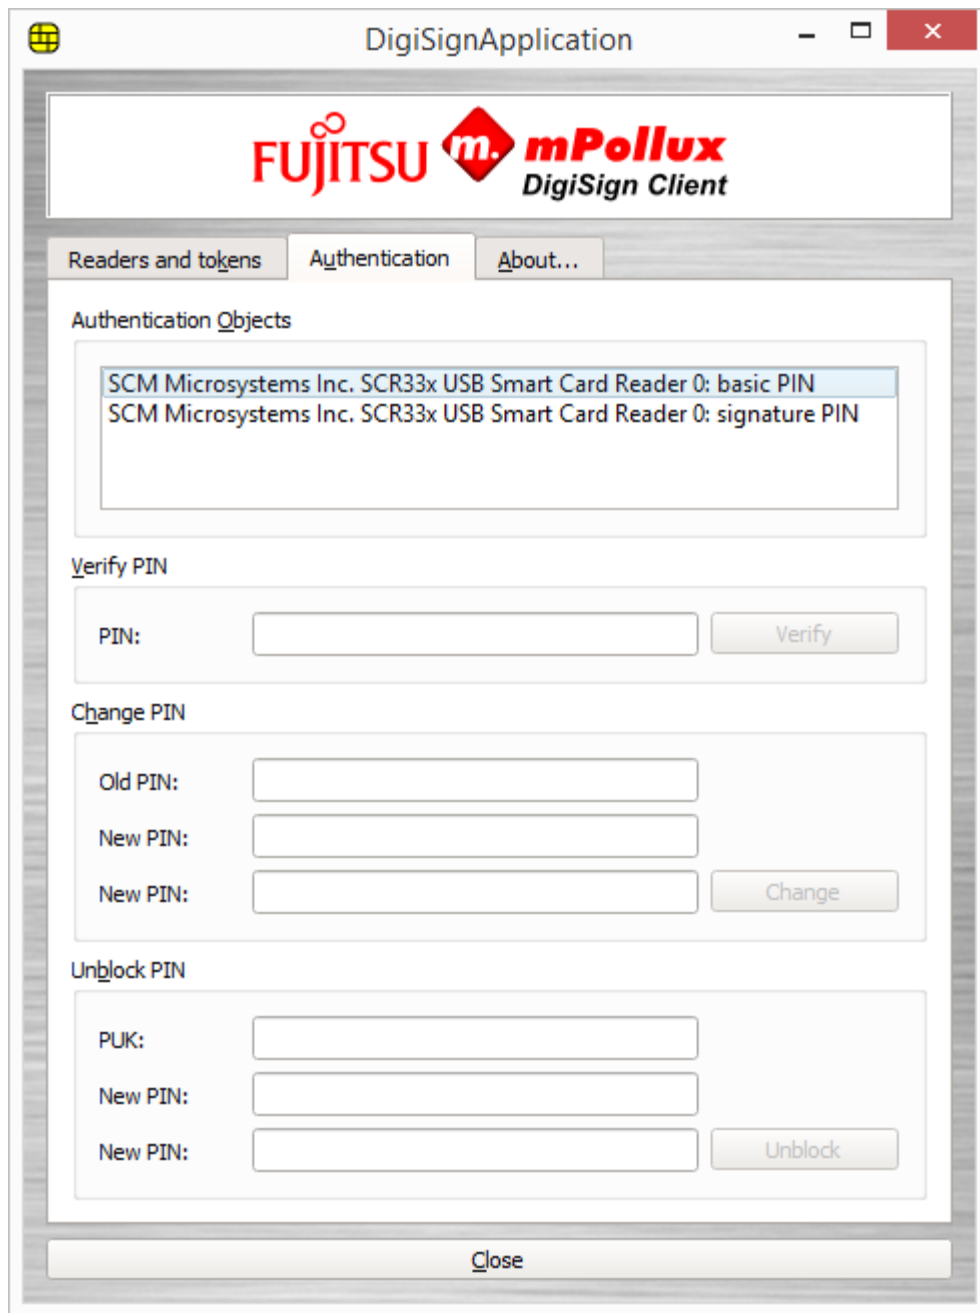 DigiSignApplication
FUJITSU m. mPollux
DigiSign Client
Readers and tokens Authentication About...
Authentication Objects
SCM Microsystems Inc. SCR33x USB Smart Card Reader 0: basic PIN
SCM Microsystems Inc. SCR33x USB Smart Card Reader 0: signature PIN
Verify PIN
PIN: Verify
Change PIN
Old PIN:
New PIN:
New PIN: Change
Unblock PIN
PUK:
New PIN:
New PIN: Unblock
Close